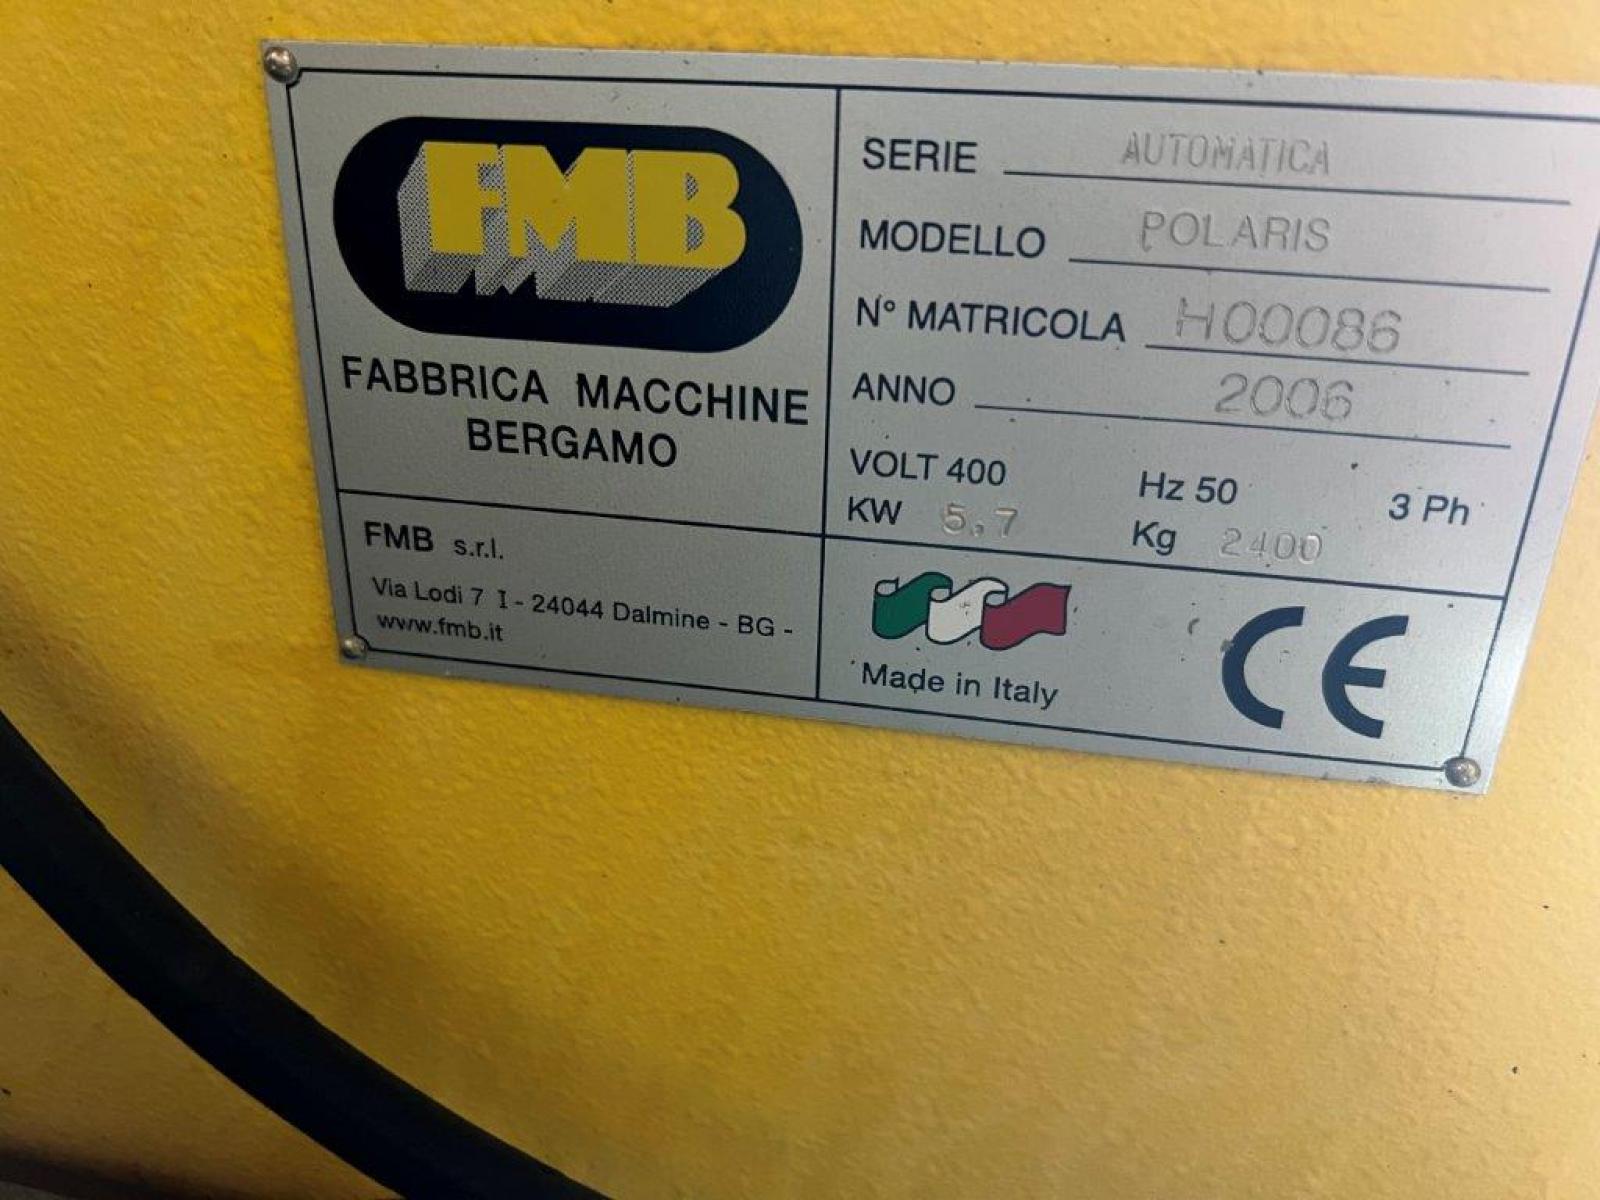 FMB
FABBRICA MACCHINE
BERGAMO
FMB s.r.l.
Via Lodi 7 I - 24044 Dalmine - BG -
www.fmb.it
SERIE AUTOMATICA
MODELLO POLARIS
N° MATRICOLA H00086
ANNO 2006
VOLT 400 Hz 50 3 Ph
KW 5,7 Kg 2400
Made in Italy
CE